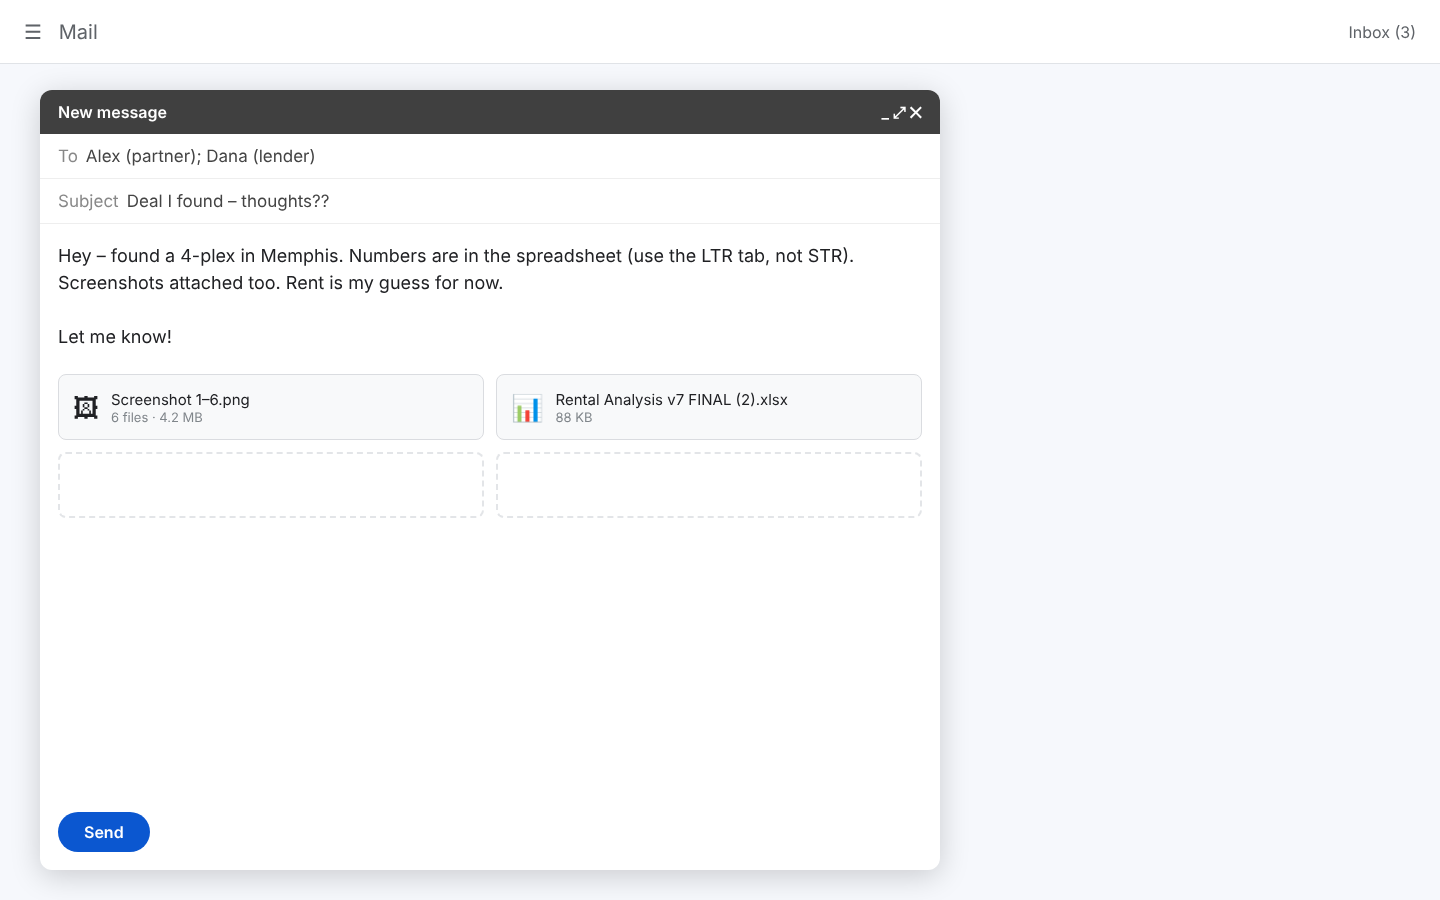 ☰ Mail
Inbox (3)
New message
To Alex (partner); Dana (lender)
Subject Deal I found – thoughts??
Hey – found a 4-plex in Memphis. Numbers are in the spreadsheet (use the LTR tab, not STR).
Screenshots attached too. Rent is my guess for now.
Let me know!
Screenshot 1–6.png
6 files · 4.2 MB
Rental Analysis v7 FINAL (2).xlsx
88 KB
Send